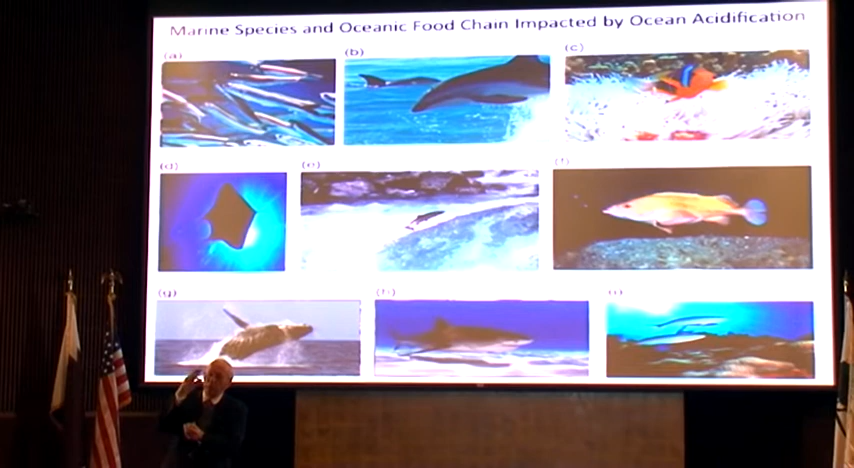 Marine Species and Oceanic Food Chain Impacted by Ocean Acidification
(a) (b) (c)
(d) (e) (f)
(g) (h) (i)